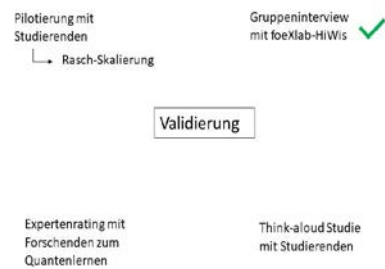 Pilotierung mit
Studierenden
Rasch-Skalierung
Gruppeninterview
mit foeXlab-HiWis
Validierung
Expertenrating mit
Forschenden zum
Quantenlernen
Think-aloud Studie
mit Studierenden